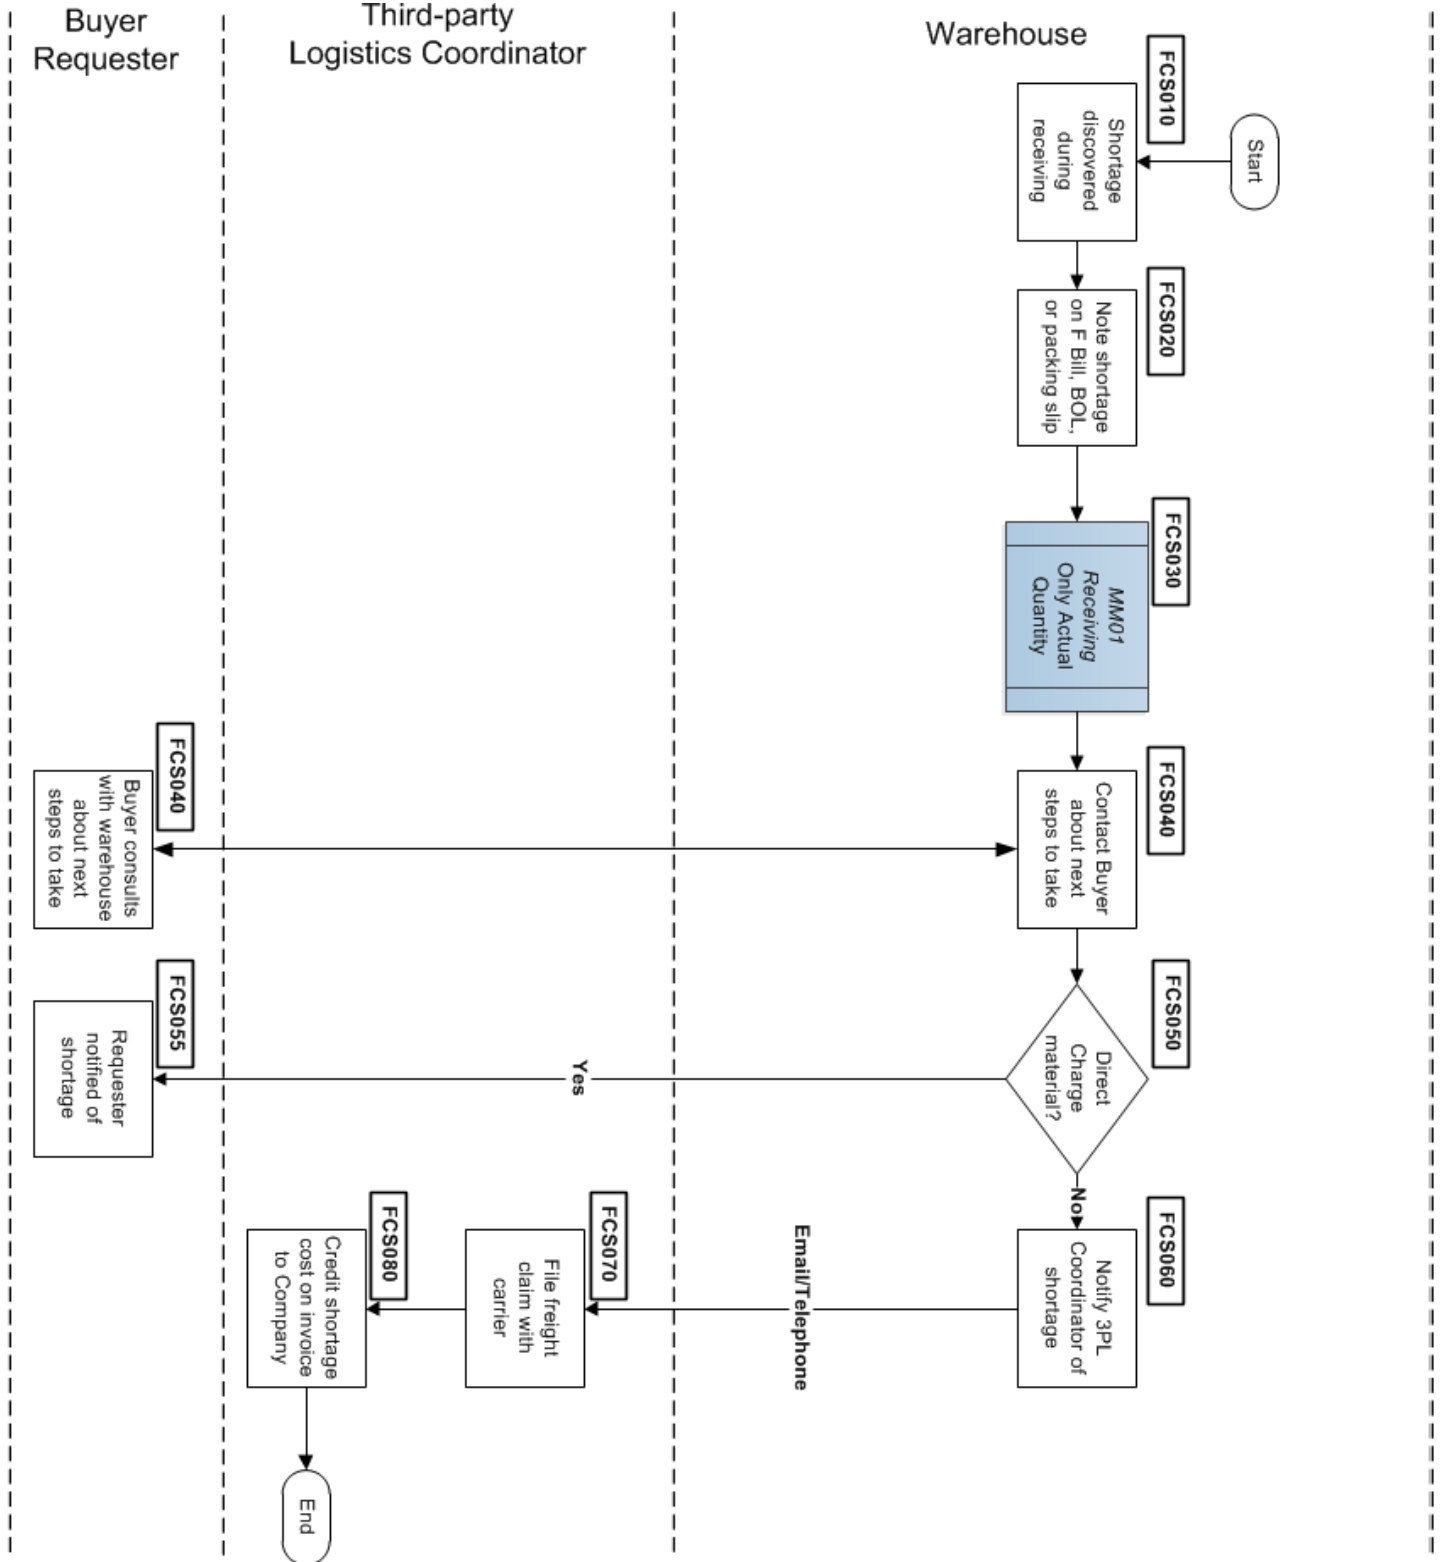 Buyer
Requester
Third-party
Logistics Coordinator
Warehouse
Start
FCS010
Shortage
discovered
during
receiving
FCS020
Note shortage
on F Bill, BOL,
or packing slip
FCS030
MM01
Receiving
Only Actual
Quantity
FCS040
Contact Buyer
about next
steps to take
FCS040
Buyer consults
with warehouse
about next
steps to take
FCS050
Direct
Charge
material?
Yes
FCS055
Requester
notified of
shortage
No
FCS060
Notify 3PL
Coordinator of
shortage
Email/Telephone
FCS070
File freight
claim with
carrier
FCS080
Credit shortage
cost on invoice
to Company
End